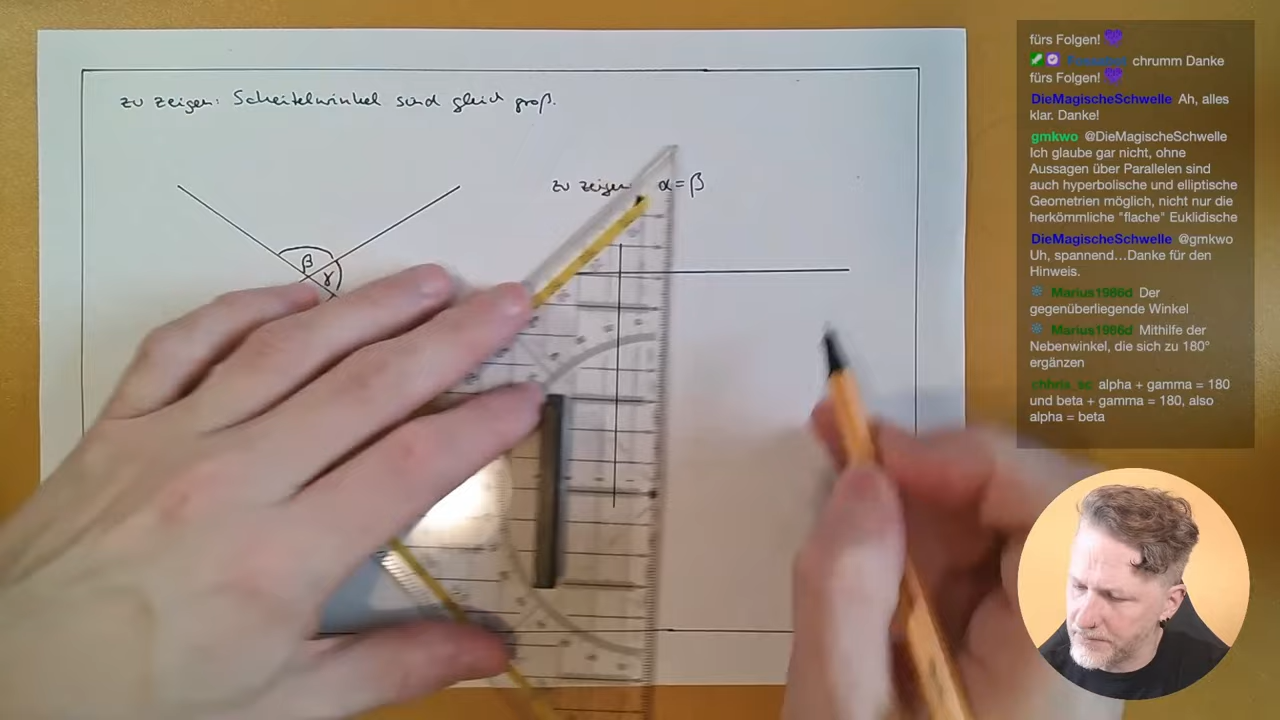 zu zeigen: Scheitelwinkel sind gleich groß.
zu zeigen α = β
β
γ
fürs Folgen! 💜
chrumm Danke
fürs Folgen! 💜
DieMagischeSchwelle Ah, alles
klar. Danke!
gmkwo @DieMagischeSchwelle
Ich glaube gar nicht, ohne
Aussagen über Parallelen sind
auch hyperbolische und elliptische
Geometrien möglich, nicht nur die
herkömmliche "flache" Euklidische
DieMagischeSchwelle @gmkwo
Uh, spannend…Danke für den
Hinweis.
Marius1986d Der
gegenüberliegende Winkel
Marius1986d Mithilfe der
Nebenwinkel, die sich zu 180°
ergänzen
chhris_sc alpha + gamma = 180
und beta + gamma = 180, also
alpha = beta